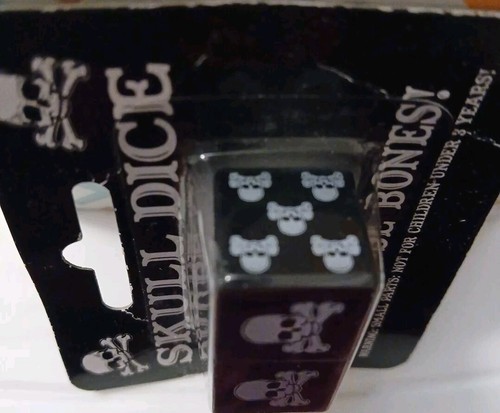 SKULL DICE
BONES!
WARNING: SMALL PARTS: NOT FOR CHILDREN UNDER 3 YEARS!